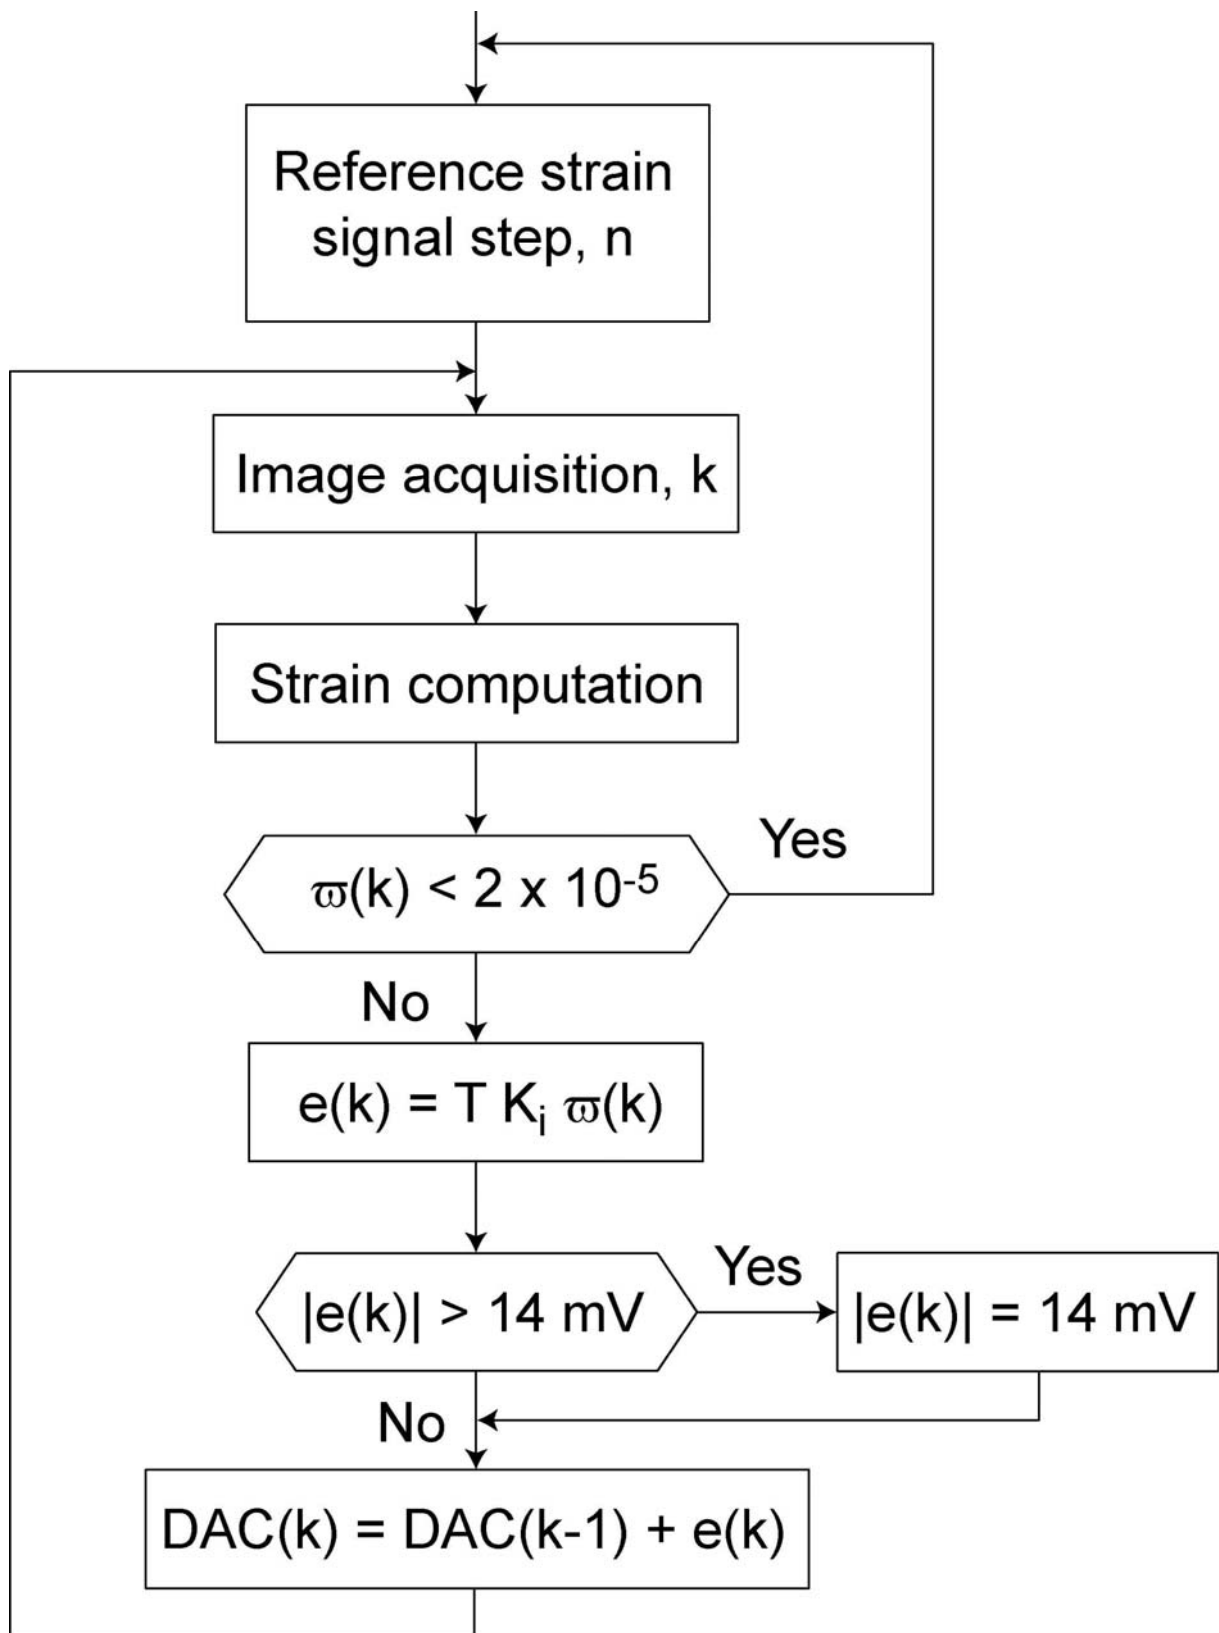 Reference strain
signal step, n
Image acquisition, k
Strain computation
Yes
ϖ(k) < 2 x 10⁻⁵
No
e(k) = T Kᵢ ϖ(k)
Yes
|e(k)| > 14 mV
|e(k)| = 14 mV
No
DAC(k) = DAC(k-1) + e(k)